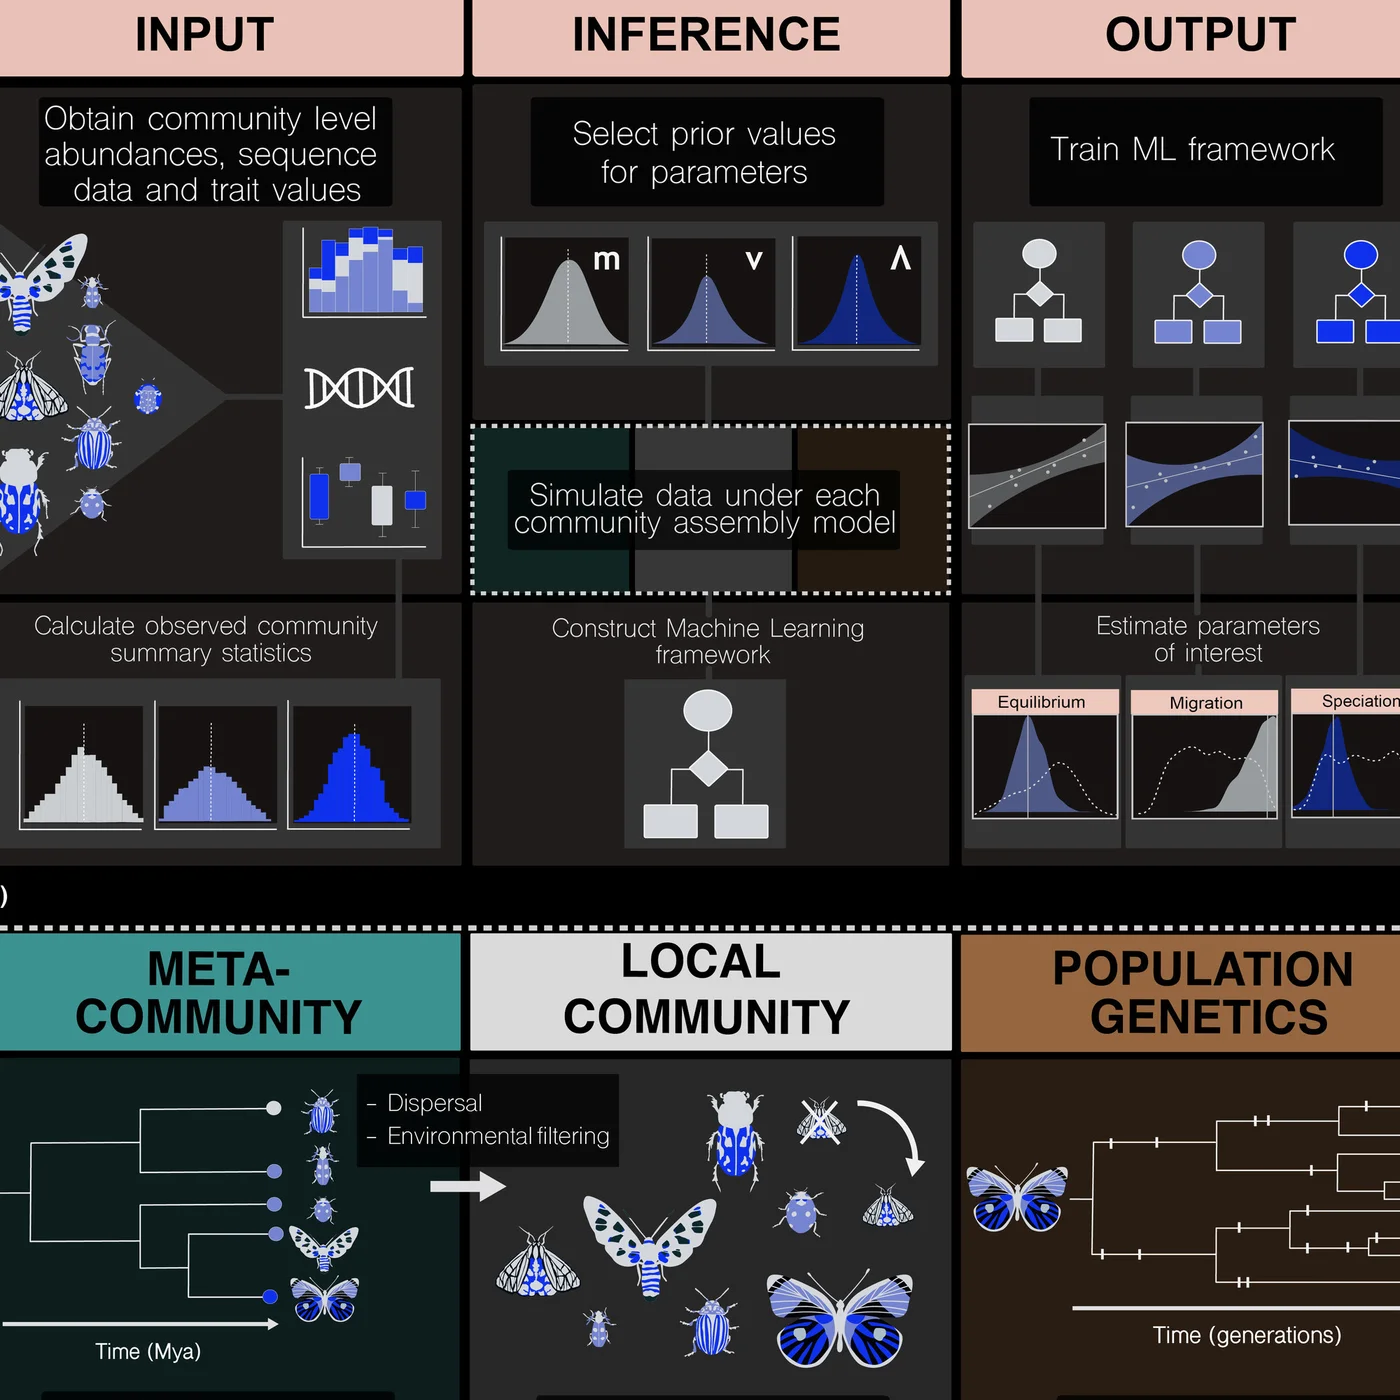 INPUT
Obtain community level
abundances, sequence
data and trait values
Calculate observed community
summary statistics
INFERENCE
Select prior values
for parameters
m
v
Λ
Simulate data under each
community assembly model
Construct Machine Learning
framework
OUTPUT
Train ML framework
Estimate parameters
of interest
Equilibrium
Migration
Speciation
)
META-
COMMUNITY
- Dispersal
- Environmental filtering
Time (Mya)
LOCAL
COMMUNITY
POPULATION
GENETICS
Time (generations)